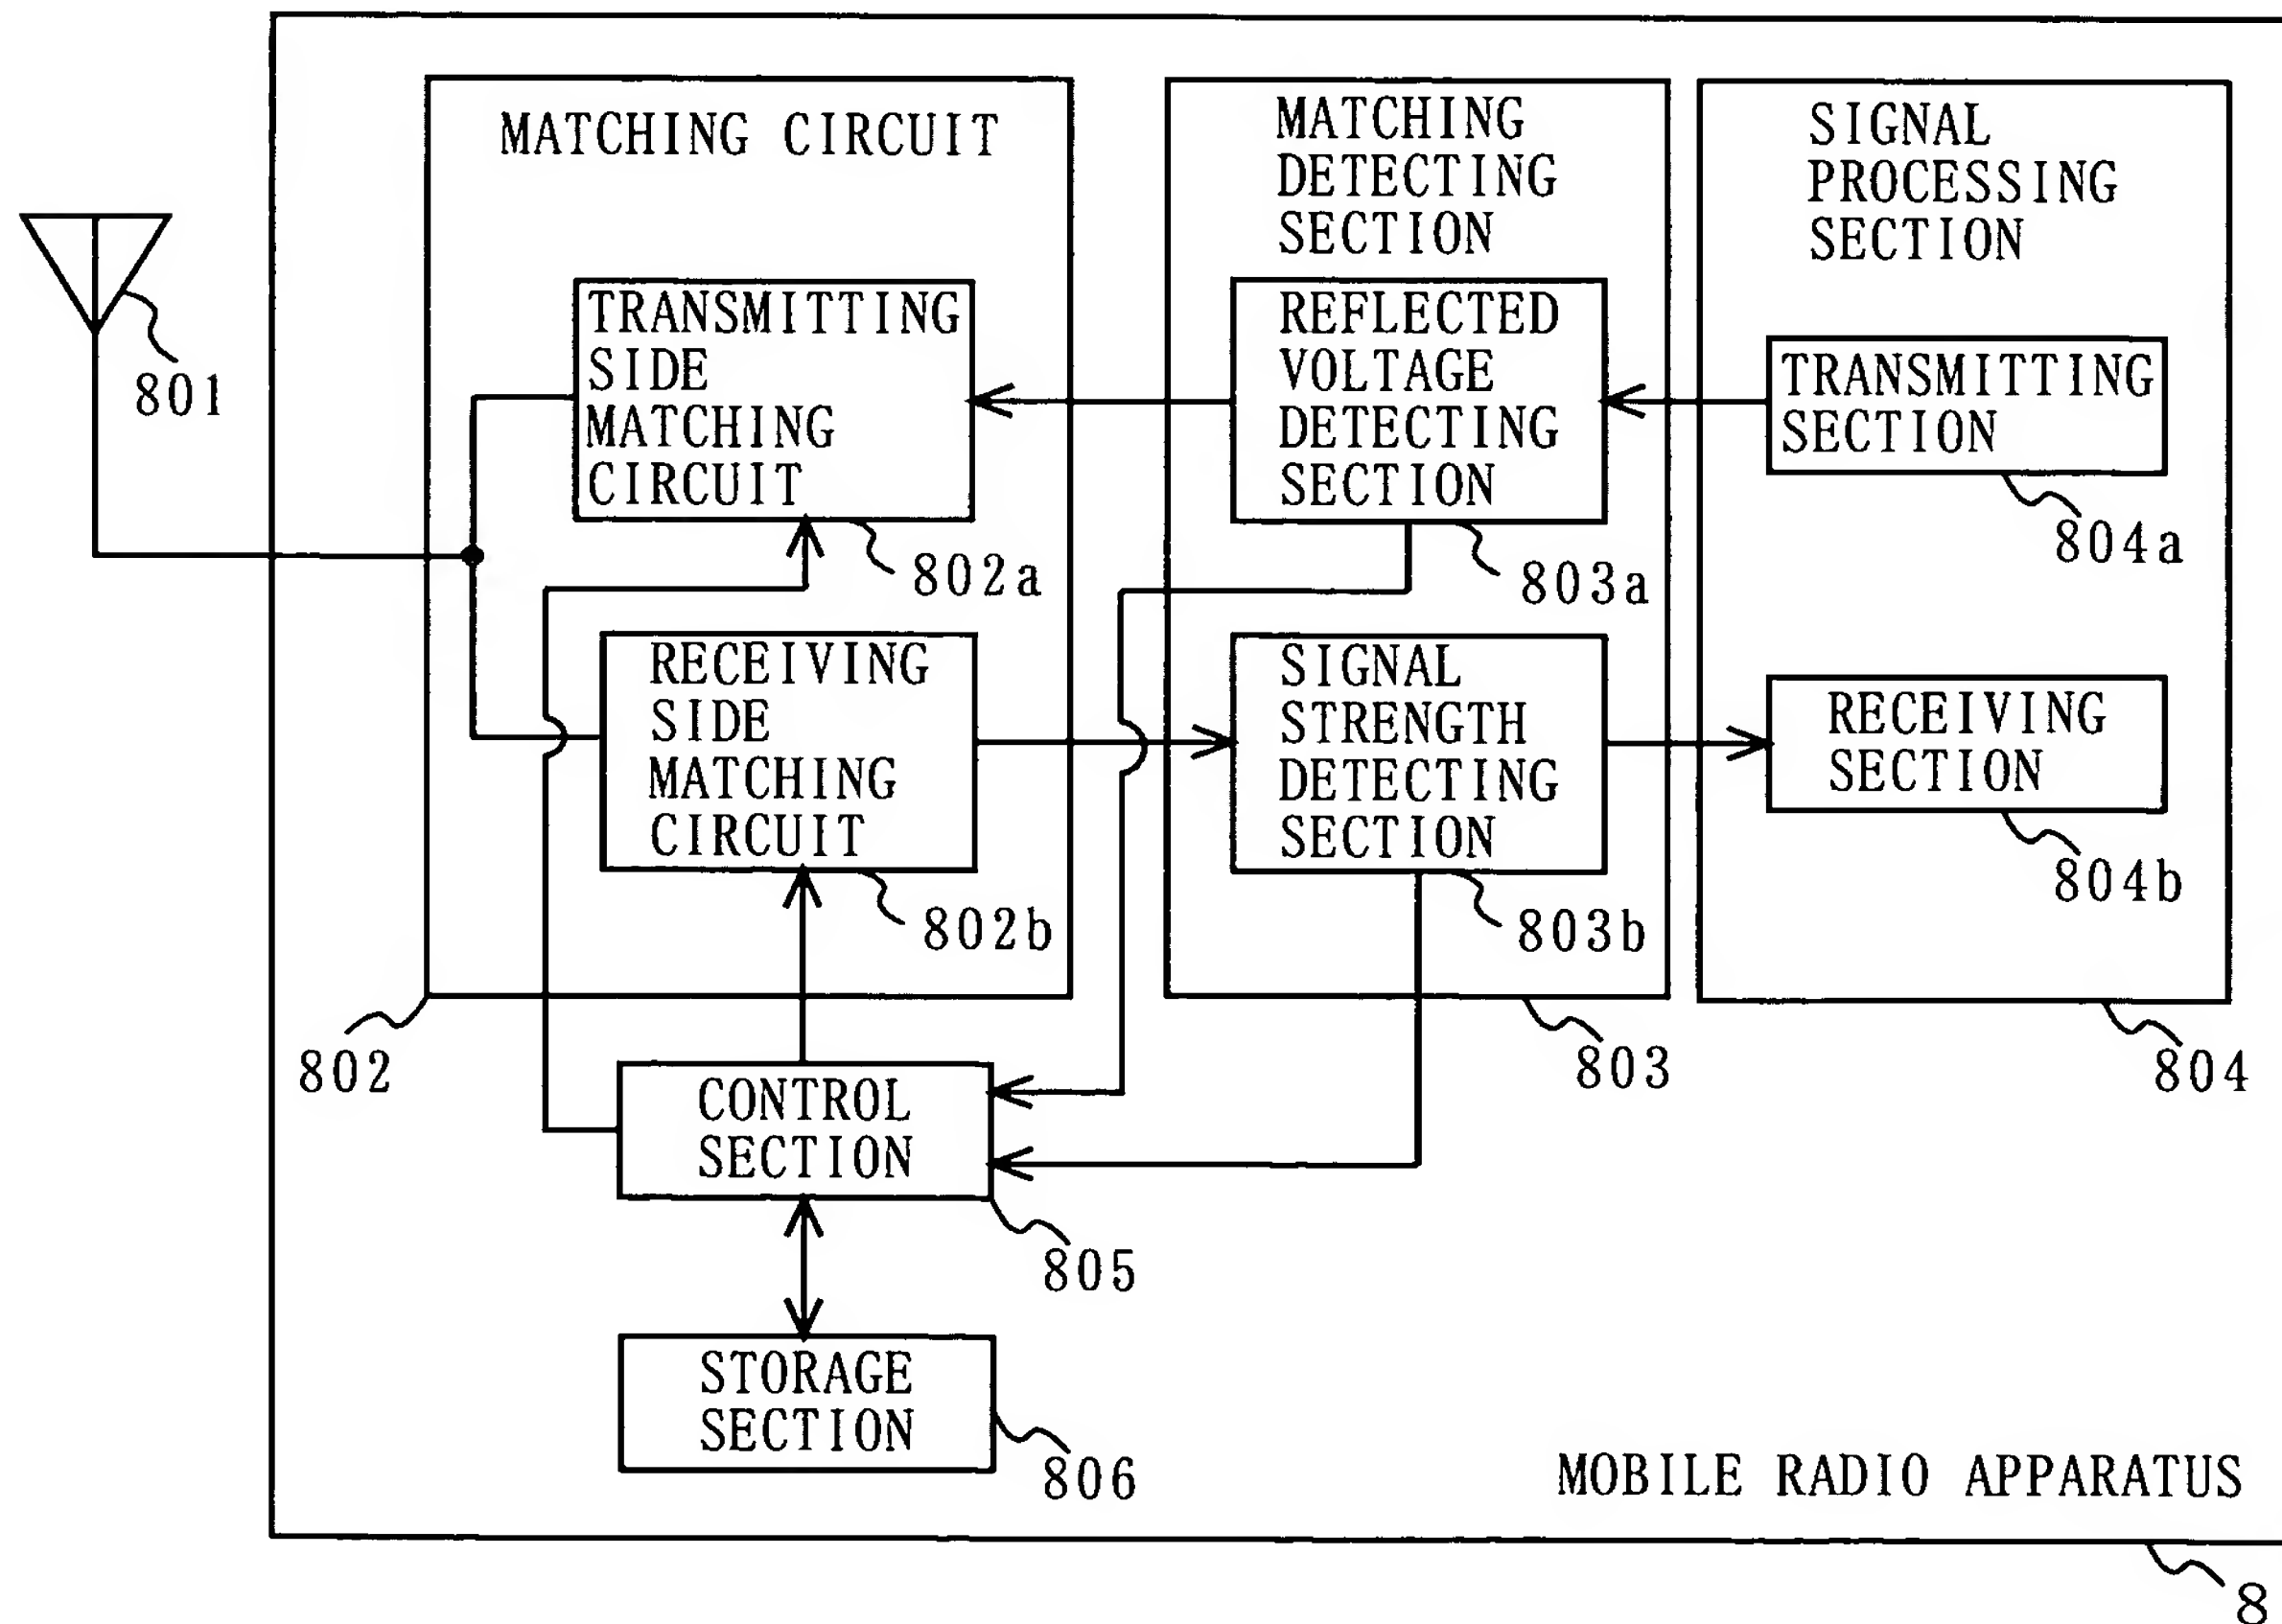 MATCHING CIRCUIT
MATCHING
DETECTING
SECTION
SIGNAL
PROCESSING
SECTION
801
TRANSMITTING
SIDE
MATCHING
CIRCUIT
802a
REFLECTED
VOLTAGE
DETECTING
SECTION
803a
TRANSMITTING
SECTION
804a
RECEIVING
SIDE
MATCHING
CIRCUIT
802b
SIGNAL
STRENGTH
DETECTING
SECTION
803b
RECEIVING
SECTION
804b
802
803
804
CONTROL
SECTION
805
STORAGE
SECTION
806
MOBILE RADIO APPARATUS
8